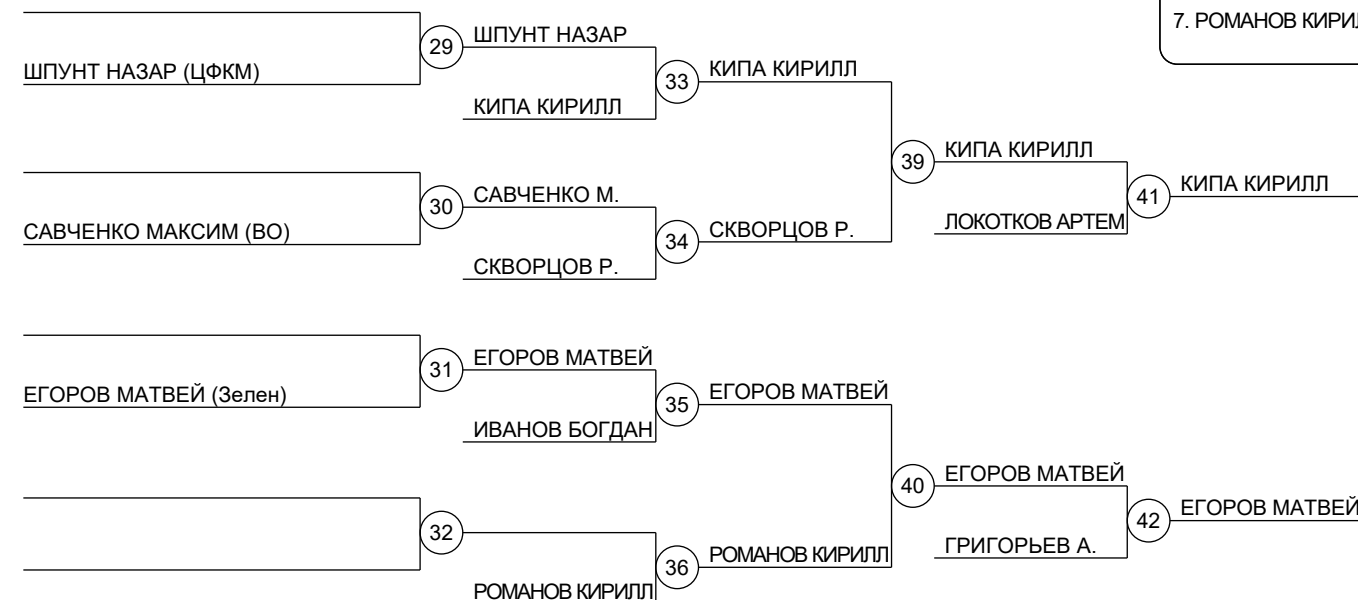 7. РОМАНОВ КИРИЛ
29
ШПУНТ НАЗАР
ШПУНТ НАЗАР (ЦФКМ)
33
КИПА КИРИЛЛ
КИПА КИРИЛЛ
39
КИПА КИРИЛЛ
30
САВЧЕНКО М.
41
КИПА КИРИЛЛ
САВЧЕНКО МАКСИМ (ВО)
34
СКВОРЦОВ Р.
ЛОКОТКОВ АРТЕМ
СКВОРЦОВ Р.
31
ЕГОРОВ МАТВЕЙ
ЕГОРОВ МАТВЕЙ (Зелен)
35
ЕГОРОВ МАТВЕЙ
ИВАНОВ БОГДАН
40
ЕГОРОВ МАТВЕЙ
42
ЕГОРОВ МАТВЕЙ
32
36
РОМАНОВ КИРИЛЛ
ГРИГОРЬЕВ А.
РОМАНОВ КИРИЛЛ